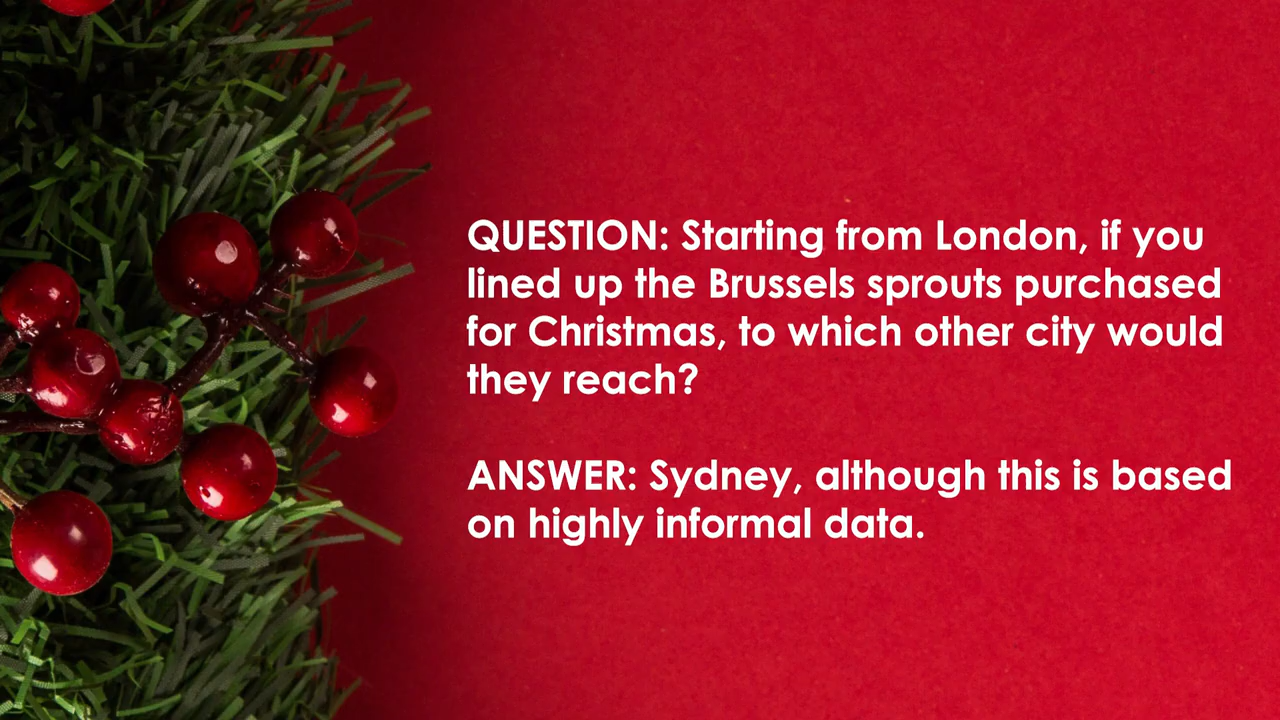 QUESTION: Starting from London, if you
lined up the Brussels sprouts purchased
for Christmas, to which other city would
they reach?
ANSWER: Sydney, although this is based
on highly informal data.